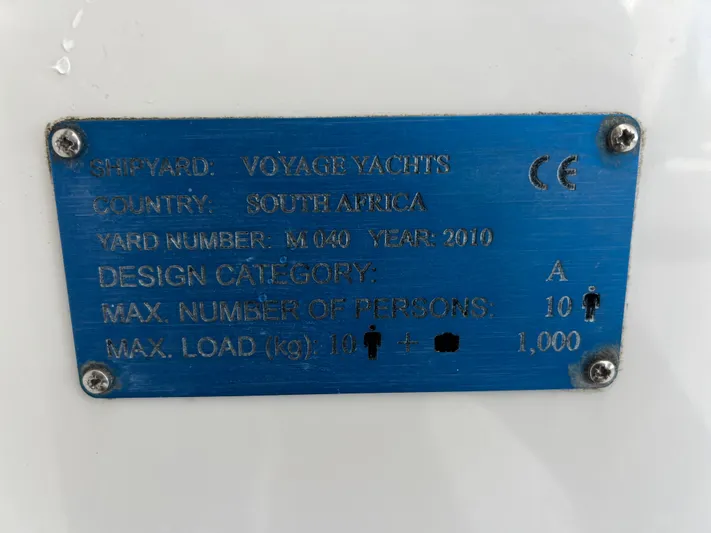 SHIPYARD: VOYAGE YACHTS CE
COUNTRY: SOUTH AFRICA
YARD NUMBER: M 040 YEAR: 2010
DESIGN CATEGORY: A
MAX. NUMBER OF PERSONS: 10
MAX. LOAD (kg): 10 + 1,000